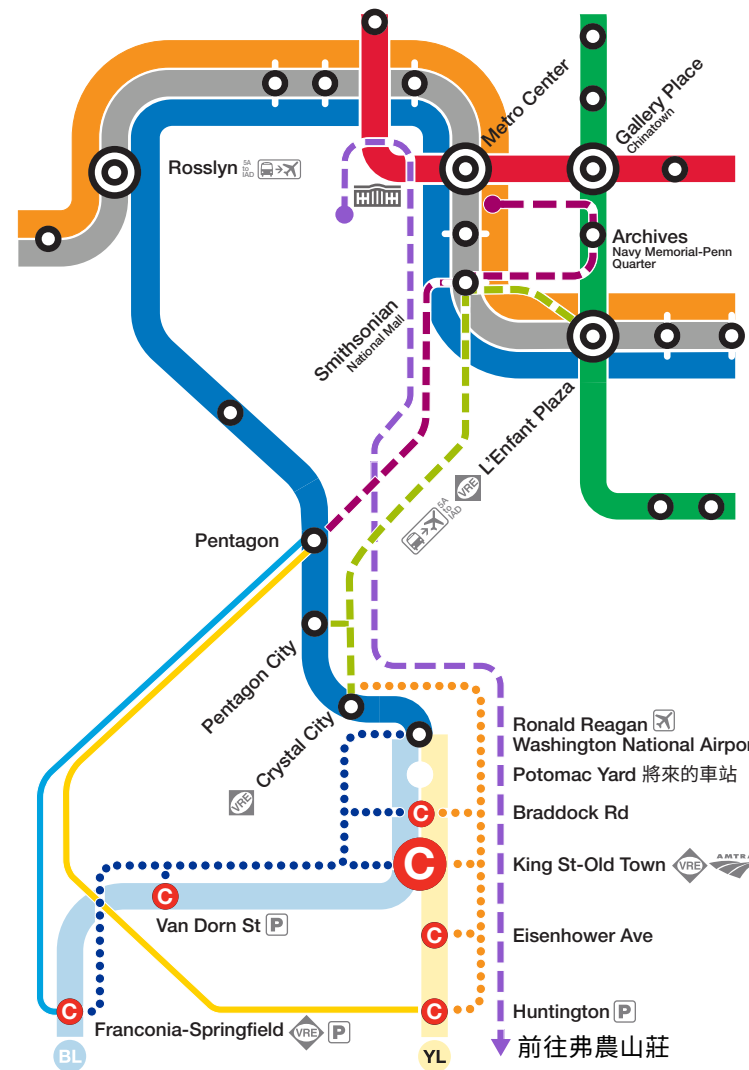 Metro Center
Gallery Place
Chinatown
Rosslyn
5A
to
IAD
Archives
Navy Memorial-Penn
Quarter
Smithsonian
National Mall
L'Enfant Plaza
VRE
5A
to
IAD
Pentagon
Pentagon City
Crystal City
VRE
Ronald Reagan
Washington National Airpor
Potomac Yard 將來的車站
C
Braddock Rd
C
King St-Old Town
VRE
AMTRA
C
Van Dorn St P
C
Eisenhower Ave
C
Franconia-Springfield VRE P
C
Huntington P
BL
YL
前往弗農山莊